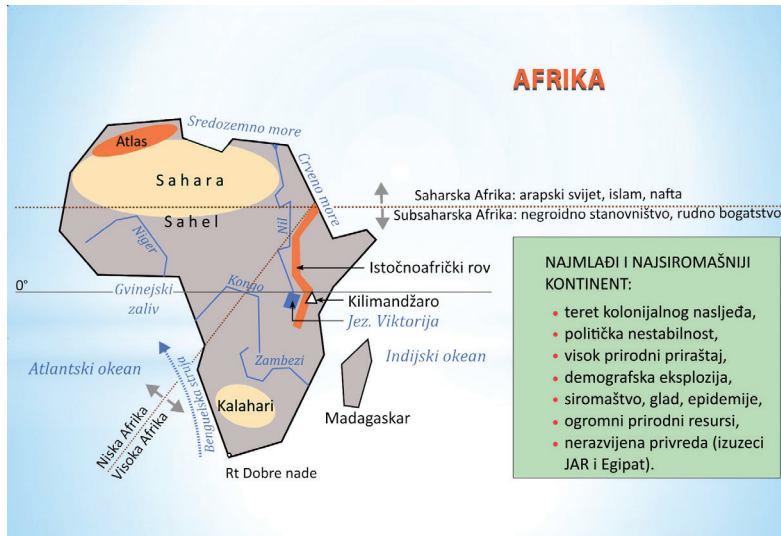 AFRIKA
Sredozemno more
Atlas
Crveno more
Sahara
Saharska Afrika: arapski svijet, islam, nafta
Sahel
Subsaharska Afrika: negroidno stanovništvo, rudno bogatstvo
Nil
Niger
Istočnoafrički rov
0°
Gvinejski
zaliv
Kongo
Kilimandžaro
Jez. Viktorija
Atlantski okean
Zambezi
Indijski okean
Benguelska struja
Kalahari
Madagaskar
Niska Afrika
Visoka Afrika
Rt Dobre nade
NAJMLAĐI I NAJSIROMAŠNIJI
KONTINENT:
• teret kolonijalnog nasljeđa,
• politička nestabilnost,
• visok prirodni priraštaj,
• demografska eksplozija,
• siromaštvo, glad, epidemije,
• ogromni prirodni resursi,
• nerazvijena privreda (izuzeci
JAR i Egipat).